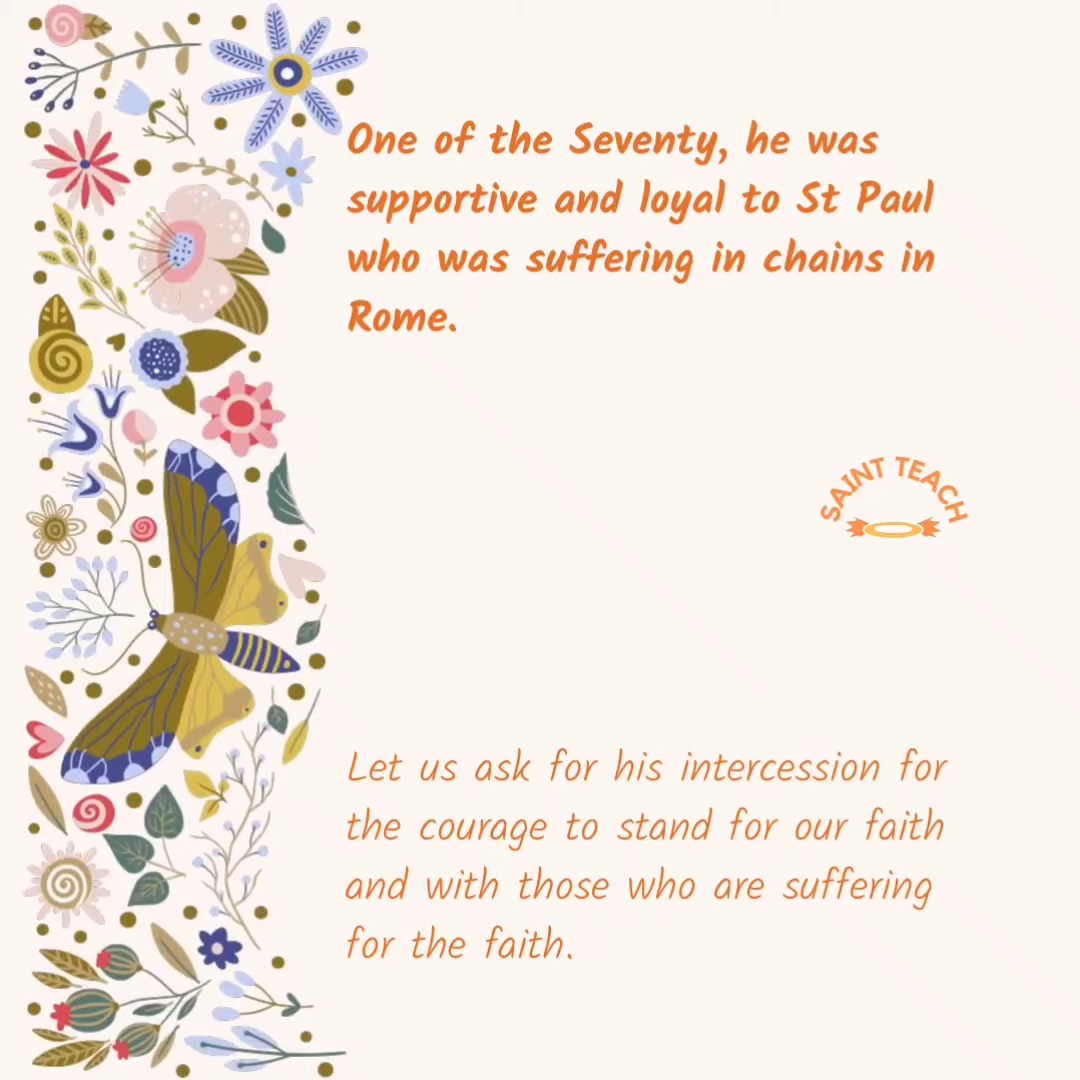 One of the Seventy, he was
supportive and loyal to St Paul
who was suffering in chains in
Rome.
SAINT TEACH
Let us ask for his intercession for
the courage to stand for our faith
and with those who are suffering
for the faith.